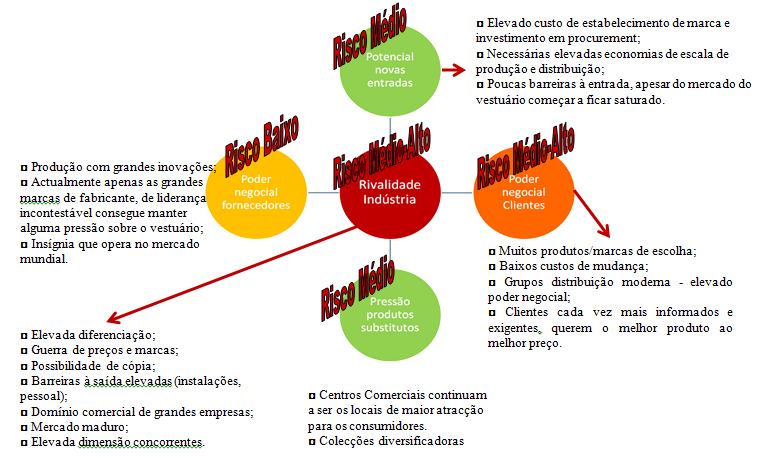 Risco Médio
Potencial
novas
entradas
¤ Elevado custo de estabelecimento de marca e
investimento em procurement;
¤ Necessárias elevadas economias de escala de
produção e distribuição;
¤ Poucas barreiras à entrada, apesar do mercado do
vestuário começar a ficar saturado.
¤ Produção com grandes inovações;
¤ Actualmente apenas as grandes
marcas de fabricante, de liderança
incontestável consegue manter
alguma pressão sobre o vestuário;
¤ Insígnia que opera no mercado
mundial.
Risco Baixo
Poder
negocial
fornecedores
Risco Médio-Alto
Rivalidade
Indústria
Risco Médio-Alto
Poder
negocial
Clientes
¤ Muitos produtos/marcas de escolha;
¤ Baixos custos de mudança;
¤ Grupos distribuição moderna - elevado
poder negocial;
¤ Clientes cada vez mais informados e
exigentes, querem o melhor produto ao
melhor preço.
Risco Médio
Pressão
produtos
substitutos
¤ Elevada diferenciação;
¤ Guerra de preços e marcas;
¤ Possibilidade de cópia;
¤ Barreiras à saída elevadas (instalações,
pessoal);
¤ Domínio comercial de grandes empresas;
¤ Mercado maduro;
¤ Elevada dimensão concorrentes.
¤ Centros Comerciais continuam
a ser os locais de maior atracção
para os consumidores.
¤ Colecções diversificadoras